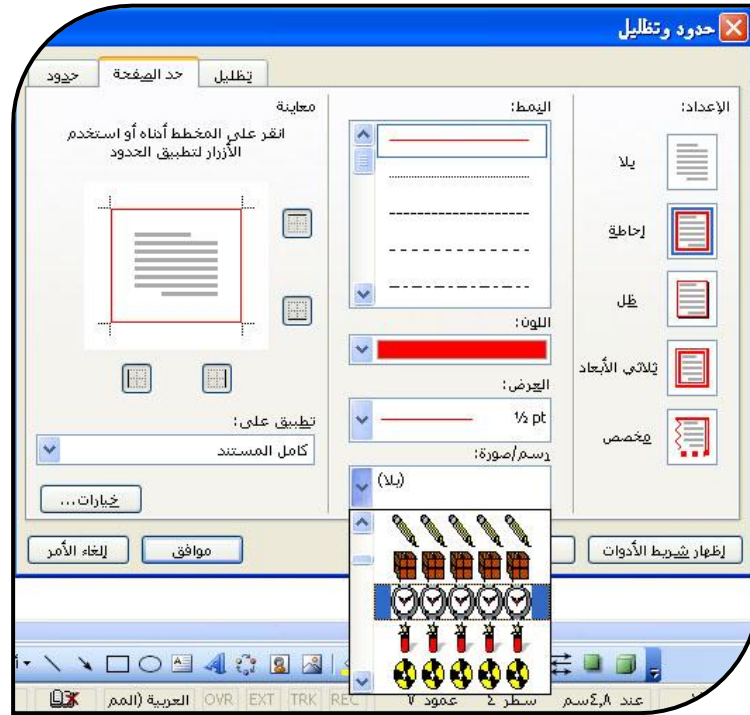 حدود وتظليل
حدود
حد الصفحة
تظليل
الإعداد:
بلا
إحاطة
ظل
ثلاثي الأبعاد
مخصص
النمط:
اللون:
العرض:
½ pt
رسم/صورة:
(بلا)
معاينة
انقر على المخطط أدناه أو استخدم
الأزرار لتطبيق الحدود
تطبيق على:
كامل المستند
خيارات...
إظهار شريط الأدوات
موافق
إلغاء الأمر
عند ٤,٨سم سطر ٤ عمود ٧ REC TRK EXT OVR العربية (المم